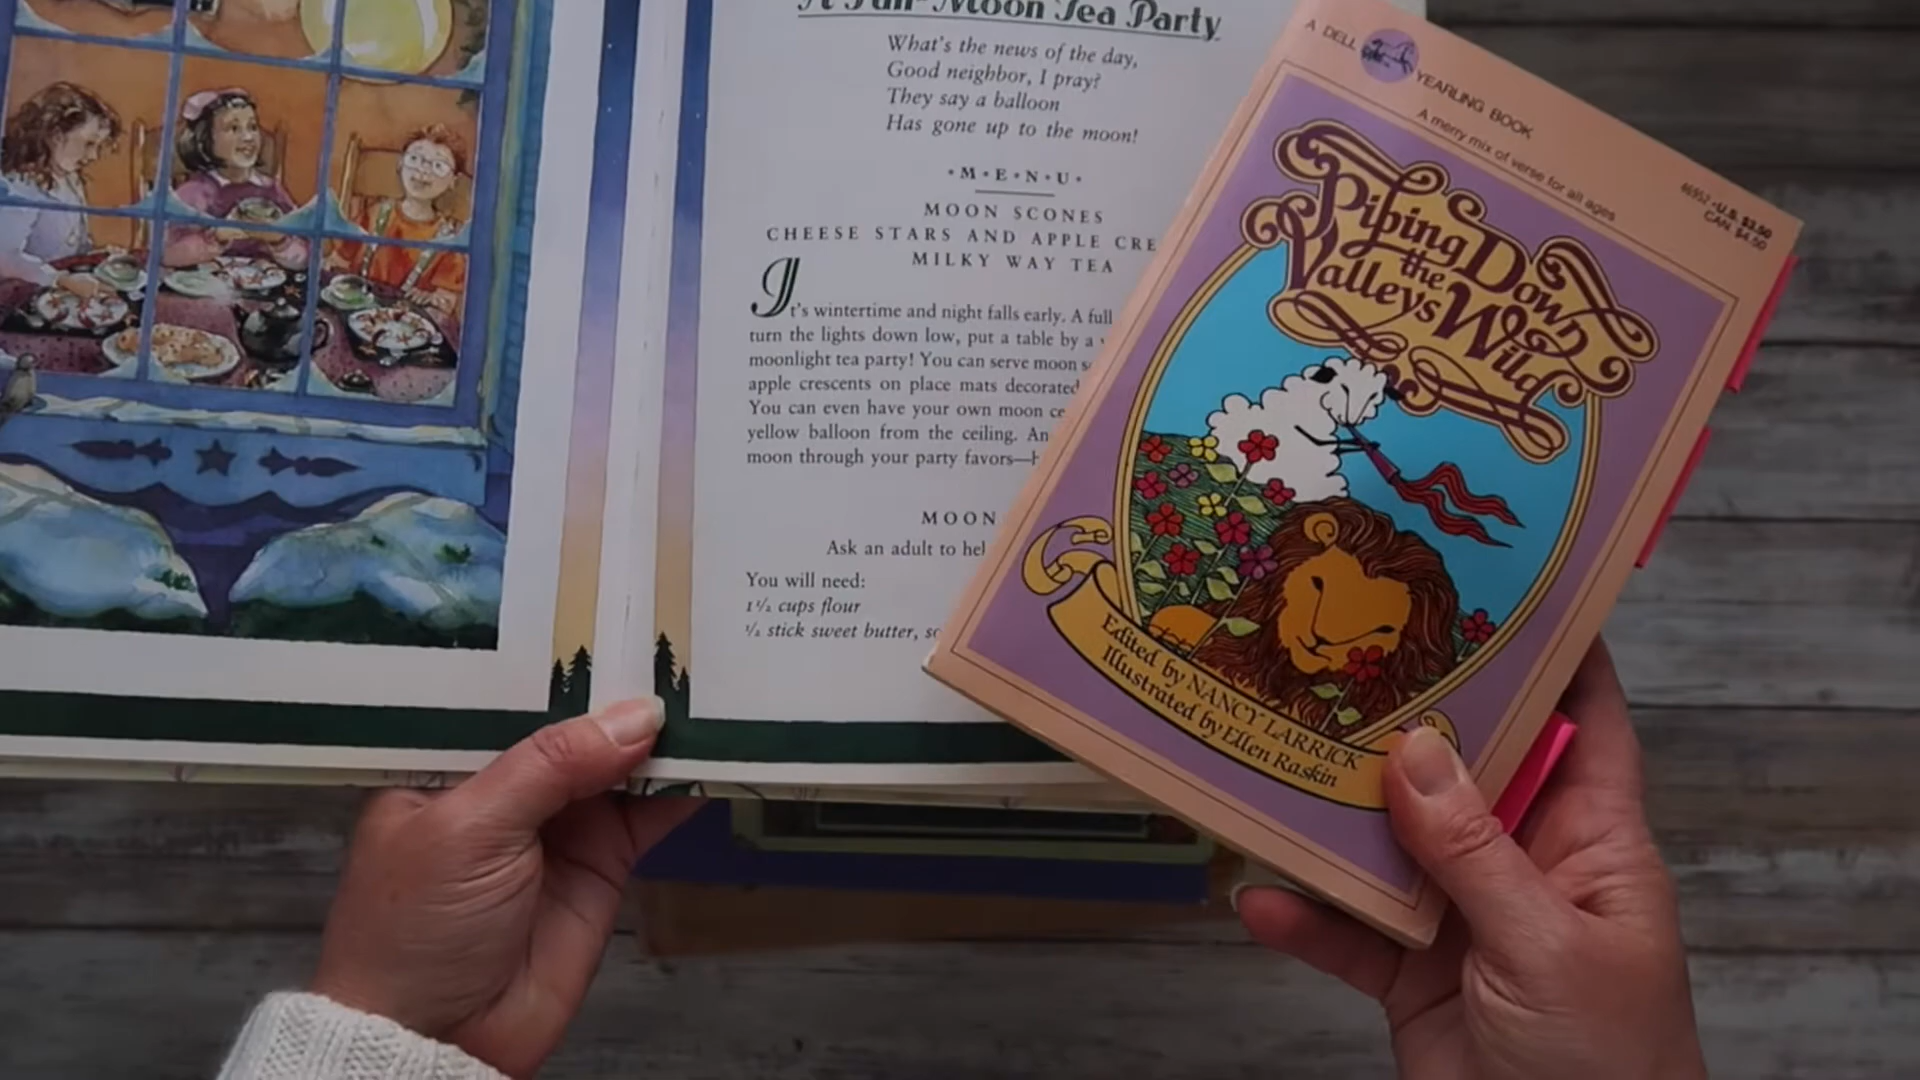 A Full-Moon Tea Party
What's the news of the day,
Good neighbor, I pray?
They say a balloon
Has gone up to the moon!
•M•E•N•U•
MOON SCONES
CHEESE STARS AND APPLE CRE
MILKY WAY TEA
It's wintertime and night falls early. A full
turn the lights down low, put a table by a
moonlight tea party! You can serve moon s
apple crescents on place mats decorated
You can even have your own moon ce
yellow balloon from the ceiling. An
moon through your party favors—
MOON
Ask an adult to hel
You will need:
1½ cups flour
½ stick sweet butter, so
A DELL YEARLING BOOK
A merry mix of verse for all ages
U.S. $3.50
CAN. $4.50
Piping Down
the
Valleys Wild
Edited by NANCY LARRICK
Illustrated by Ellen Raskin